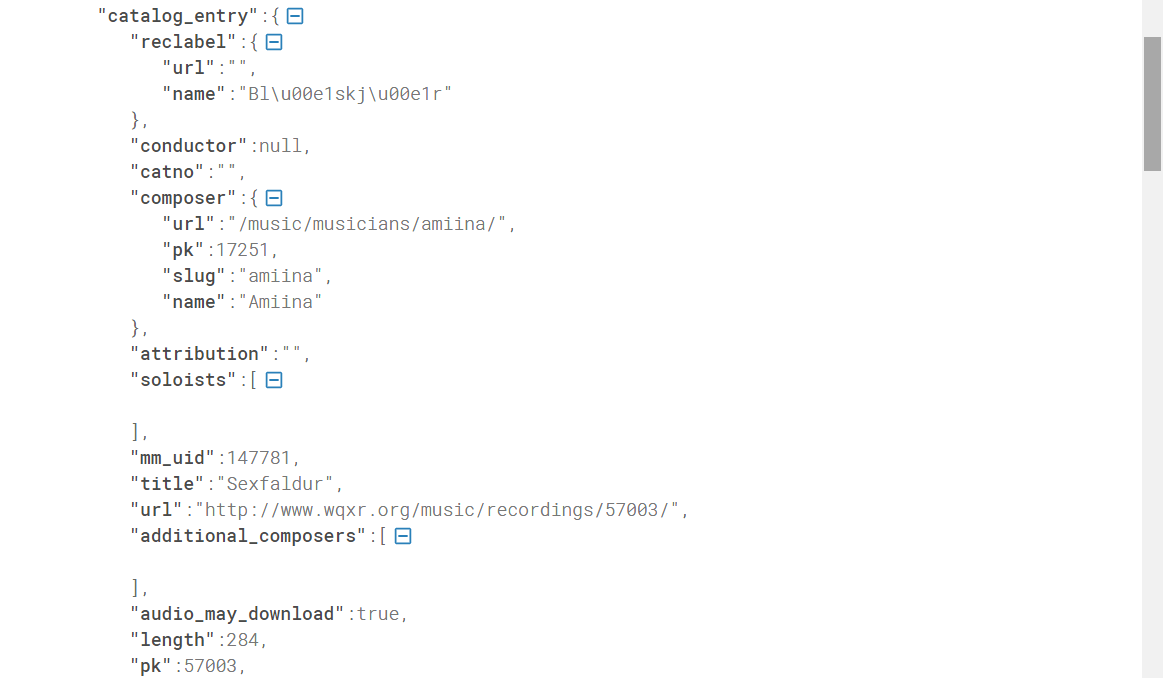 "catalog_entry":{
"reclabel":{
"url":"",
"name":"Bl\u00e1skj\u00e1r"
},
"conductor":null,
"catno":"",
"composer":{
"url":"/music/musicians/amiina/",
"pk":17251,
"slug":"amiina",
"name":"Amiina"
},
"attribution":"",
"soloists":[
],
"mm_uid":147781,
"title":"Sexfaldur",
"url":"http://www.wqxr.org/music/recordings/57003/",
"additional_composers":[
],
"audio_may_download":true,
"length":284,
"pk":57003,